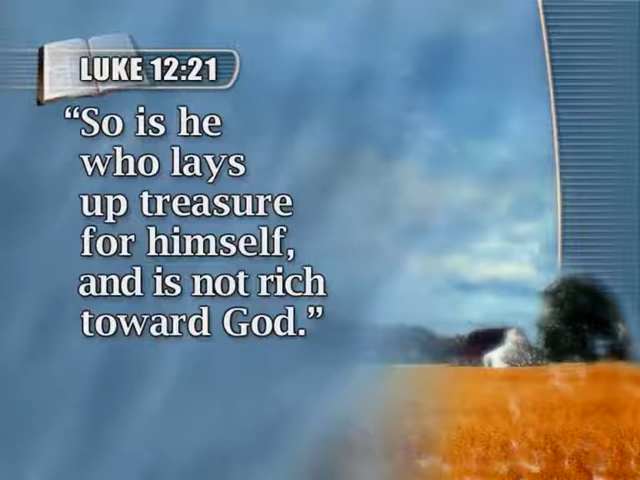 LUKE 12:21
“So is he
who lays
up treasure
for himself,
and is not rich
toward God.”